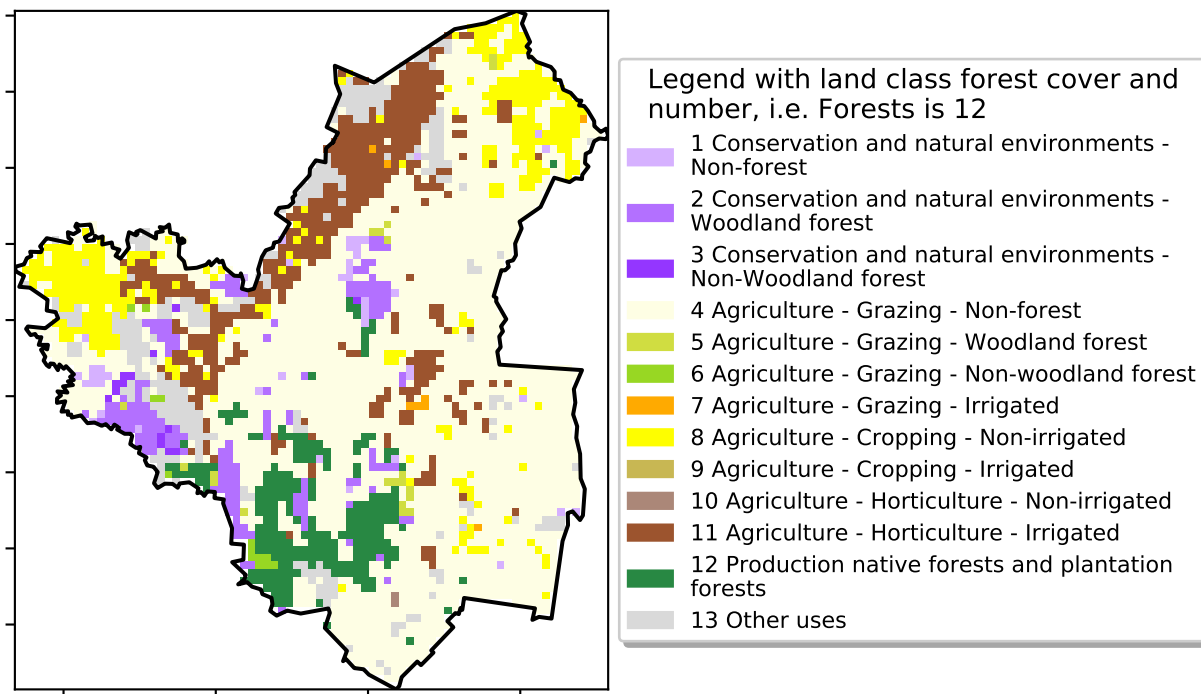 Legend with land class forest cover and
number, i.e. Forests is 12
1 Conservation and natural environments -
Non-forest
2 Conservation and natural environments -
Woodland forest
3 Conservation and natural environments -
Non-Woodland forest
4 Agriculture - Grazing - Non-forest
5 Agriculture - Grazing - Woodland forest
6 Agriculture - Grazing - Non-woodland forest
7 Agriculture - Grazing - Irrigated
8 Agriculture - Cropping - Non-irrigated
9 Agriculture - Cropping - Irrigated
10 Agriculture - Horticulture - Non-irrigated
11 Agriculture - Horticulture - Irrigated
12 Production native forests and plantation
forests
13 Other uses